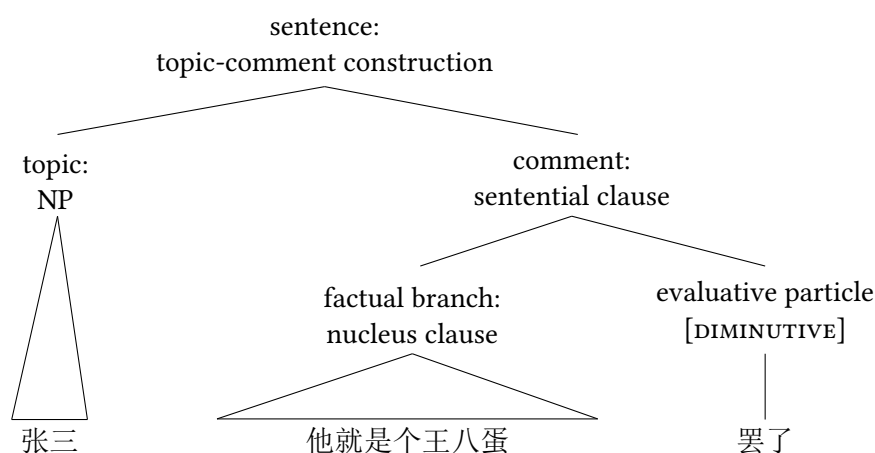 sentence:
topic-comment construction
topic:
NP
comment:
sentential clause
factual branch:
nucleus clause
evaluative particle
[DIMINUTIVE]
张三
他就是个王八蛋
罢了